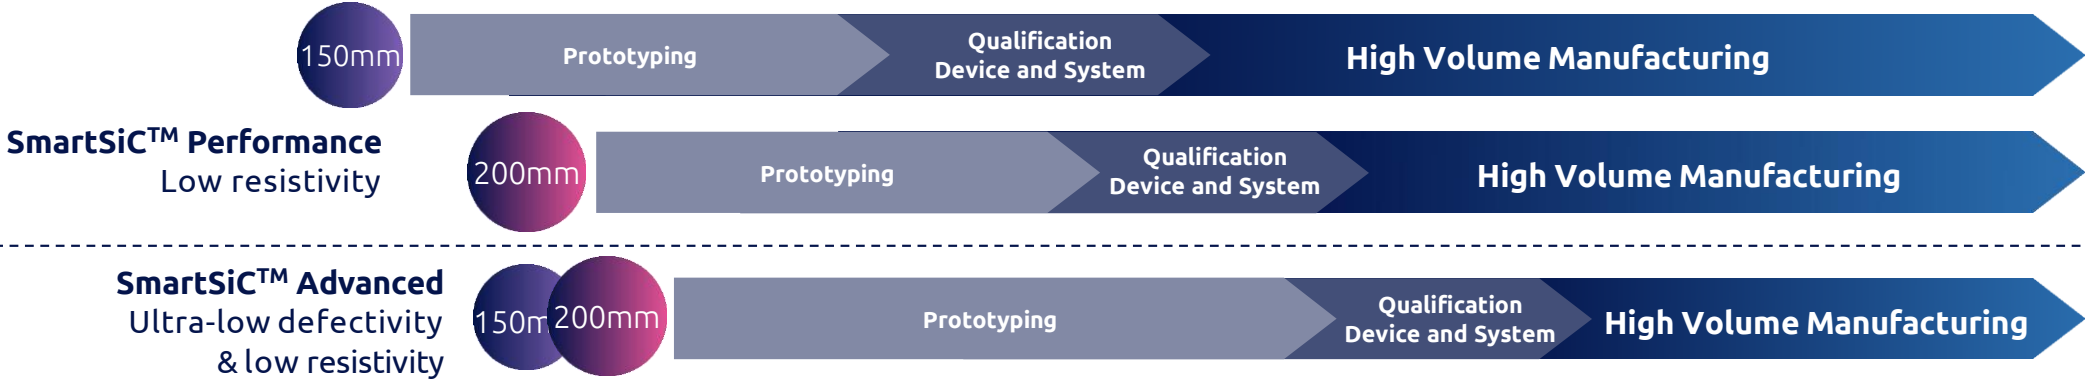 150mm
Prototyping
Qualification
Device and System
High Volume Manufacturing
SmartSiC™ Performance
Low resistivity
200mm
Prototyping
Qualification
Device and System
High Volume Manufacturing
SmartSiC™ Advanced
Ultra-low defectivity
& low resistivity
150m
200mm
Prototyping
Qualification
Device and System
High Volume Manufacturing